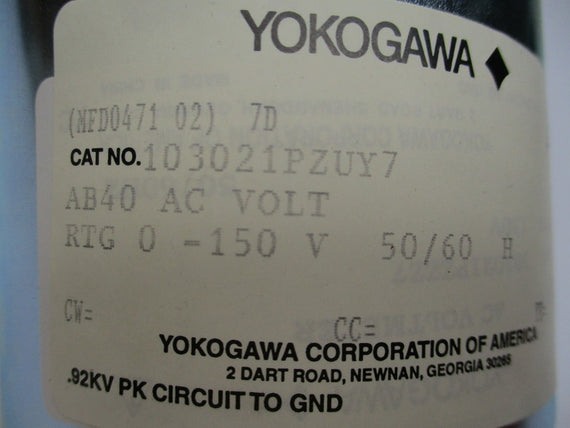 YOKOGAWA
(MFD0471 02) 7D
CAT NO. 103021PZUY7
AB40 AC VOLT
RTG 0 -150 V 50/60 H
CW= CC=
YOKOGAWA CORPORATION OF AMERICA
2 DART ROAD, NEWNAN, GEORGIA 30265
.92KV PK CIRCUIT TO GND